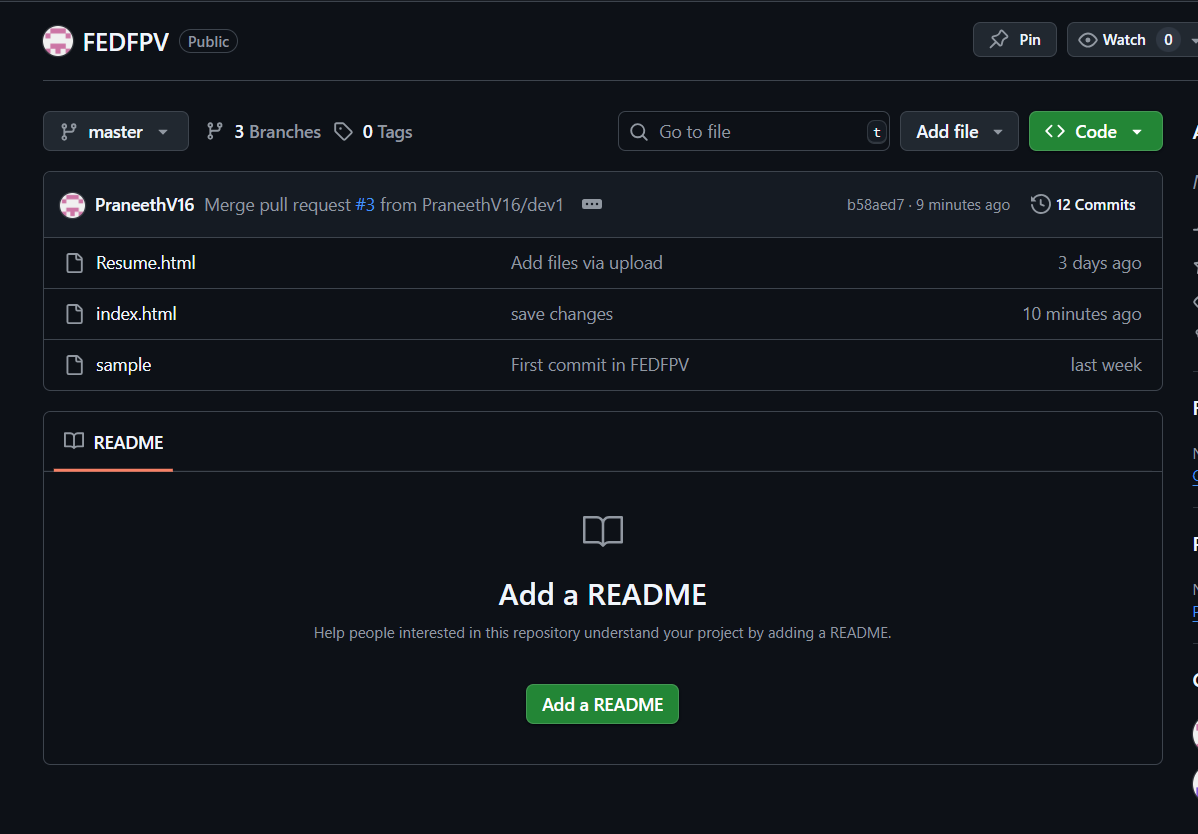 FEDFPV Public Pin Watch 0
master 3 Branches 0 Tags Go to file t Add file Code
PraneethV16 Merge pull request #3 from PraneethV16/dev1 b58aed7 · 9 minutes ago 12 Commits
Resume.html Add files via upload 3 days ago
index.html save changes 10 minutes ago
sample First commit in FEDFPV last week
README
Add a README
Help people interested in this repository understand your project by adding a README.
Add a README